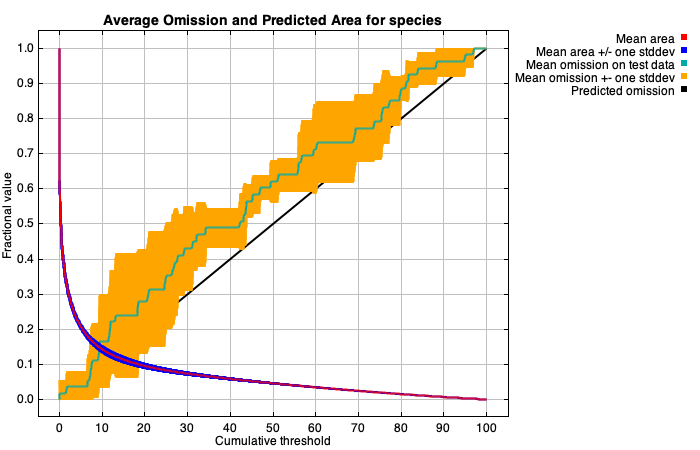 Average Omission and Predicted Area for species
Mean area
Mean area +/- one stddev
Mean omission on test data
Mean omission +- one stddev
Predicted omission
Fractional value
1.0
0.9
0.8
0.7
0.6
0.5
0.4
0.3
0.2
0.1
0.0
0 10 20 30 40 50 60 70 80 90 100
Cumulative threshold